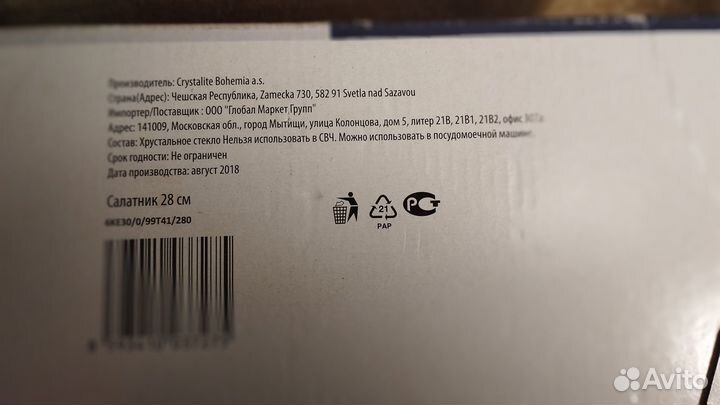 Производитель: Crystalite Bohemia a.s.
Страна(Адрес): Чешская Республика, Zamecka 730, 582 91 Svetla nad Sazavou
Импортер/Поставщик : ООО "Глобал Маркет Групп"
Адрес: 141009, Московская обл., город Мытищи, улица Колонцова, дом 5, литер 21В, 21В1, 21В2, офис
Состав: Хрустальное стекло Нельзя использовать в СВЧ. Можно использовать в посудомоечной машине.
Срок годности: Не ограничен
Дата производства: август 2018
Салатник 28 см
6KE30/0/99T41/280
21
PAP
РСТ
Avito